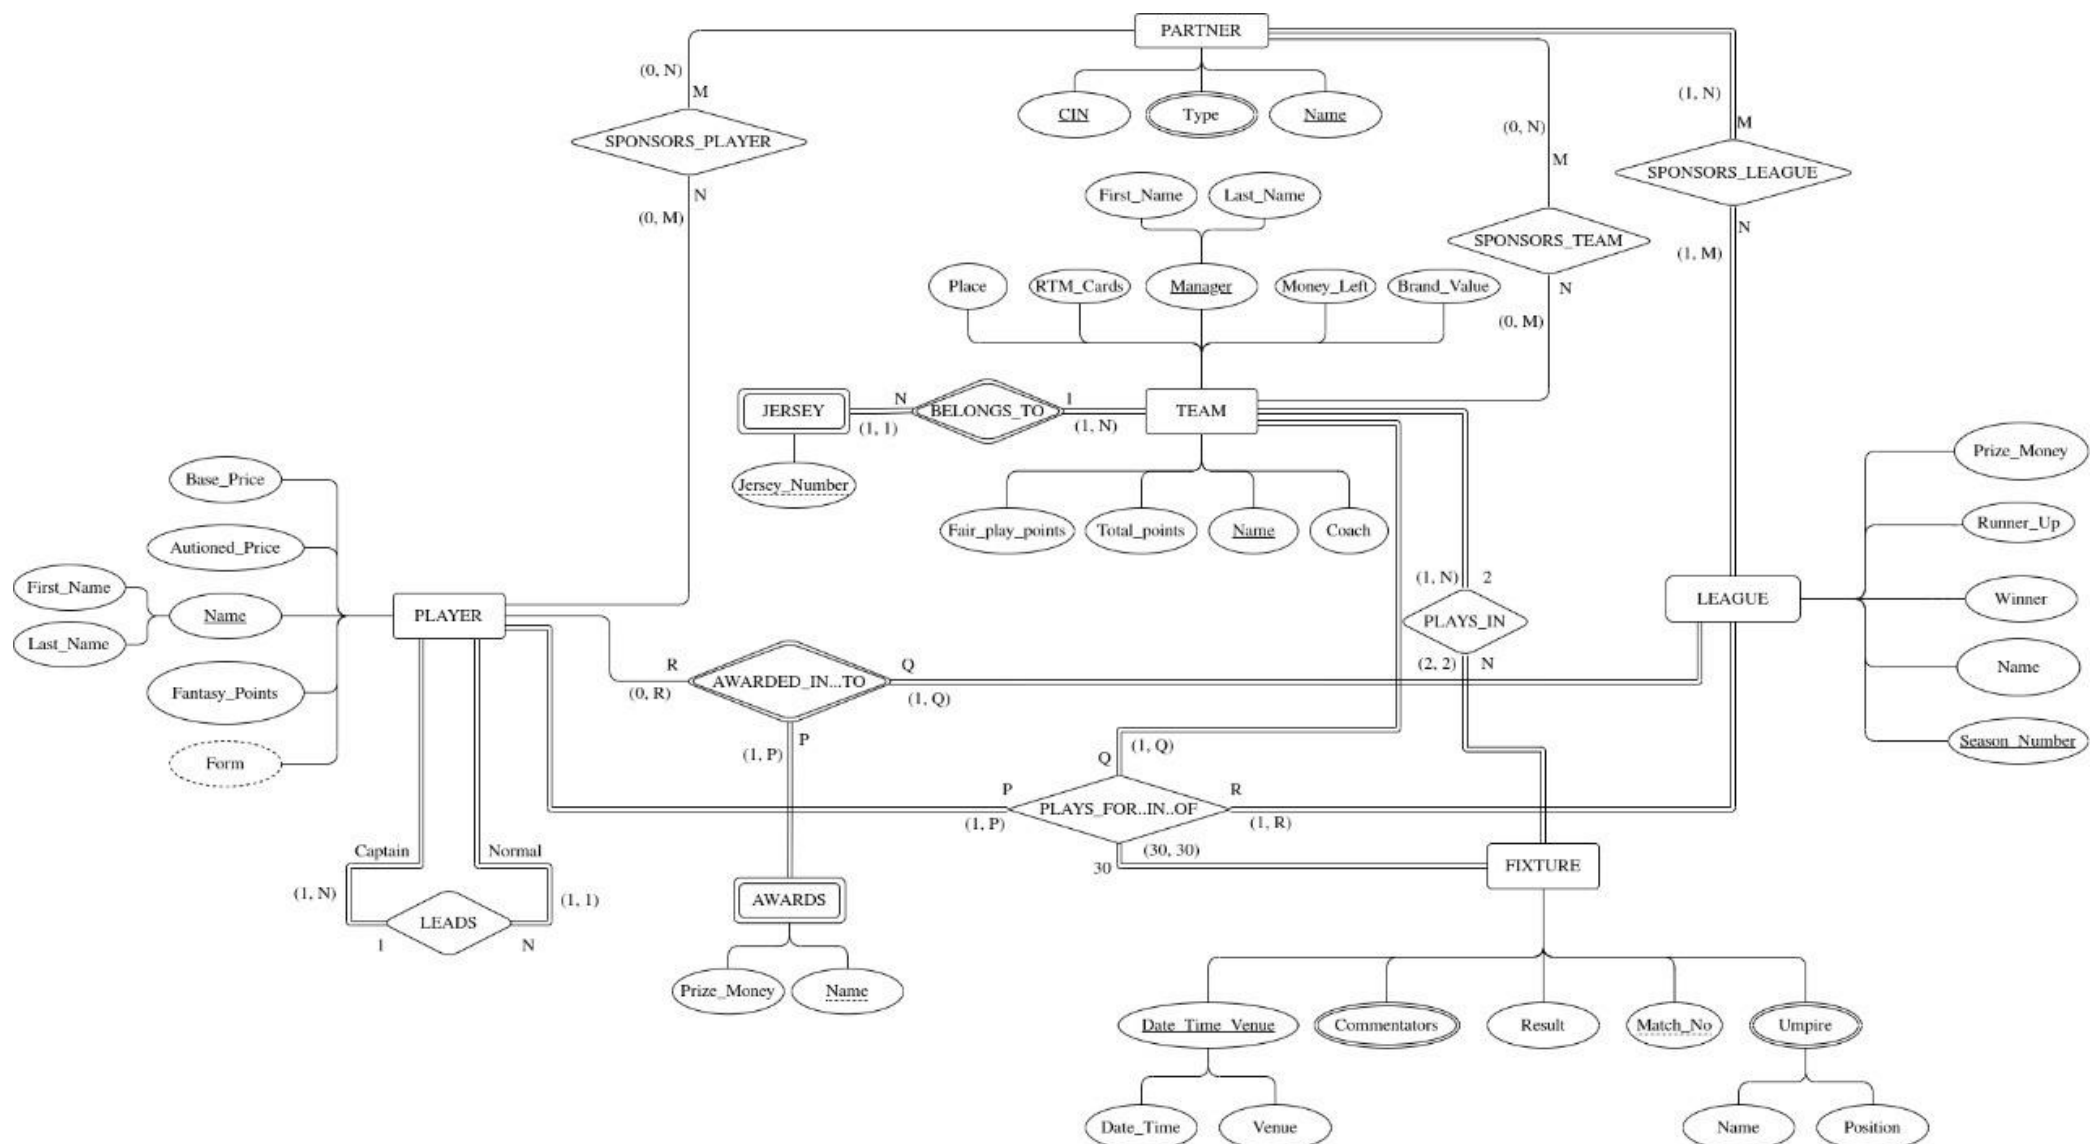 PARTNER
(0, N)
M
SPONSORS_PLAYER
N
(0, M)
CIN
Type
Name
(0, N)
M
SPONSORS_TEAM
N
(0, M)
(1, N)
M
SPONSORS_LEAGUE
N
(1, M)
First_Name
Last_Name
Place
RTM_Cards
Manager
Money_Left
Brand_Value
JERSEY
N
(1, 1)
BELONGS_TO
1
(1, N)
TEAM
Jersey_Number
Fair_play_points
Total_points
Name
Coach
Prize_Money
Runner_Up
Winner
Name
Season_Number
LEAGUE
Base_Price
Autioned_Price
First_Name
Last_Name
Name
Fantasy_Points
Form
PLAYER
(1, N)
2
PLAYS_IN
(2, 2)
N
R
(0, R)
AWARDED_IN...TO
Q
(1, Q)
P
(1, P)
(1, Q)
Q
P
(1, P)
PLAYS_FOR..IN..OF
R
(1, R)
30
(30, 30)
FIXTURE
Captain
Normal
(1, N)
(1, 1)
LEADS
1
N
AWARDS
Prize_Money
Name
Date_Time_Venue
Commentators
Result
Match_No
Umpire
Date_Time
Venue
Name
Position